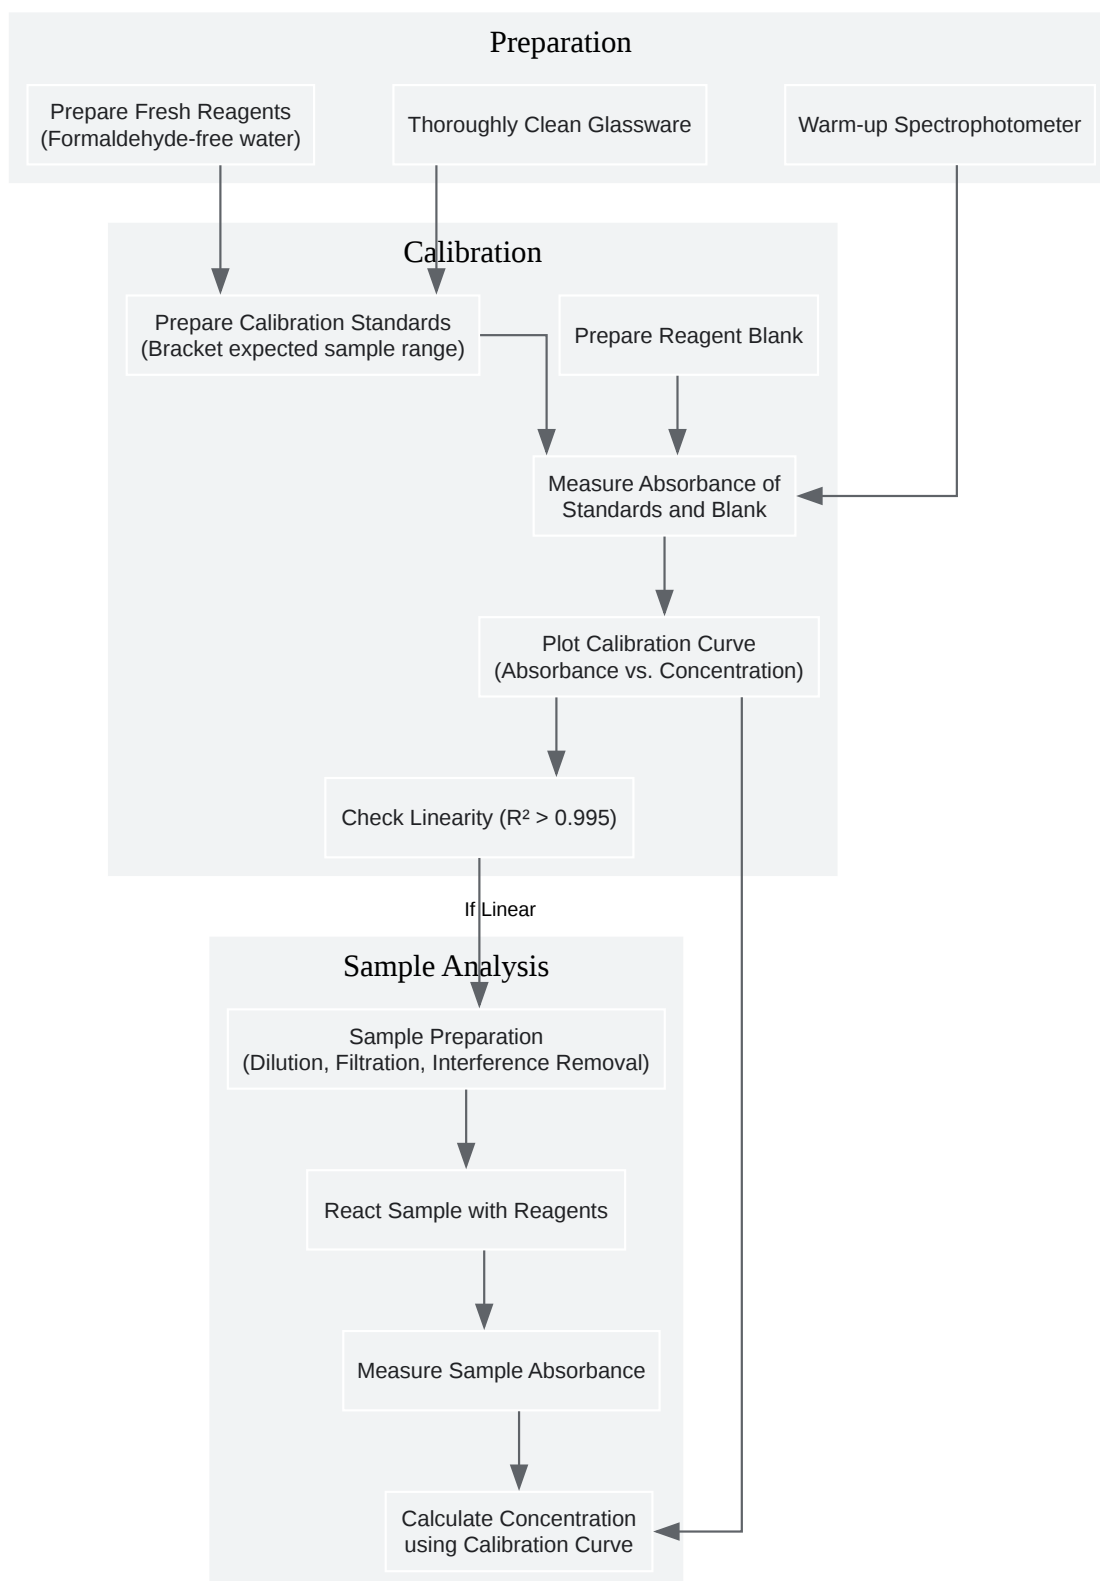 Preparation
Prepare Fresh Reagents
(Formaldehyde-free water)
Thoroughly Clean Glassware
Warm-up Spectrophotometer
Calibration
Prepare Calibration Standards
(Bracket expected sample range)
Prepare Reagent Blank
Measure Absorbance of
Standards and Blank
Plot Calibration Curve
(Absorbance vs. Concentration)
Check Linearity (R² > 0.995)
If Linear
Sample Analysis
Sample Preparation
(Dilution, Filtration, Interference Removal)
React Sample with Reagents
Measure Sample Absorbance
Calculate Concentration
using Calibration Curve